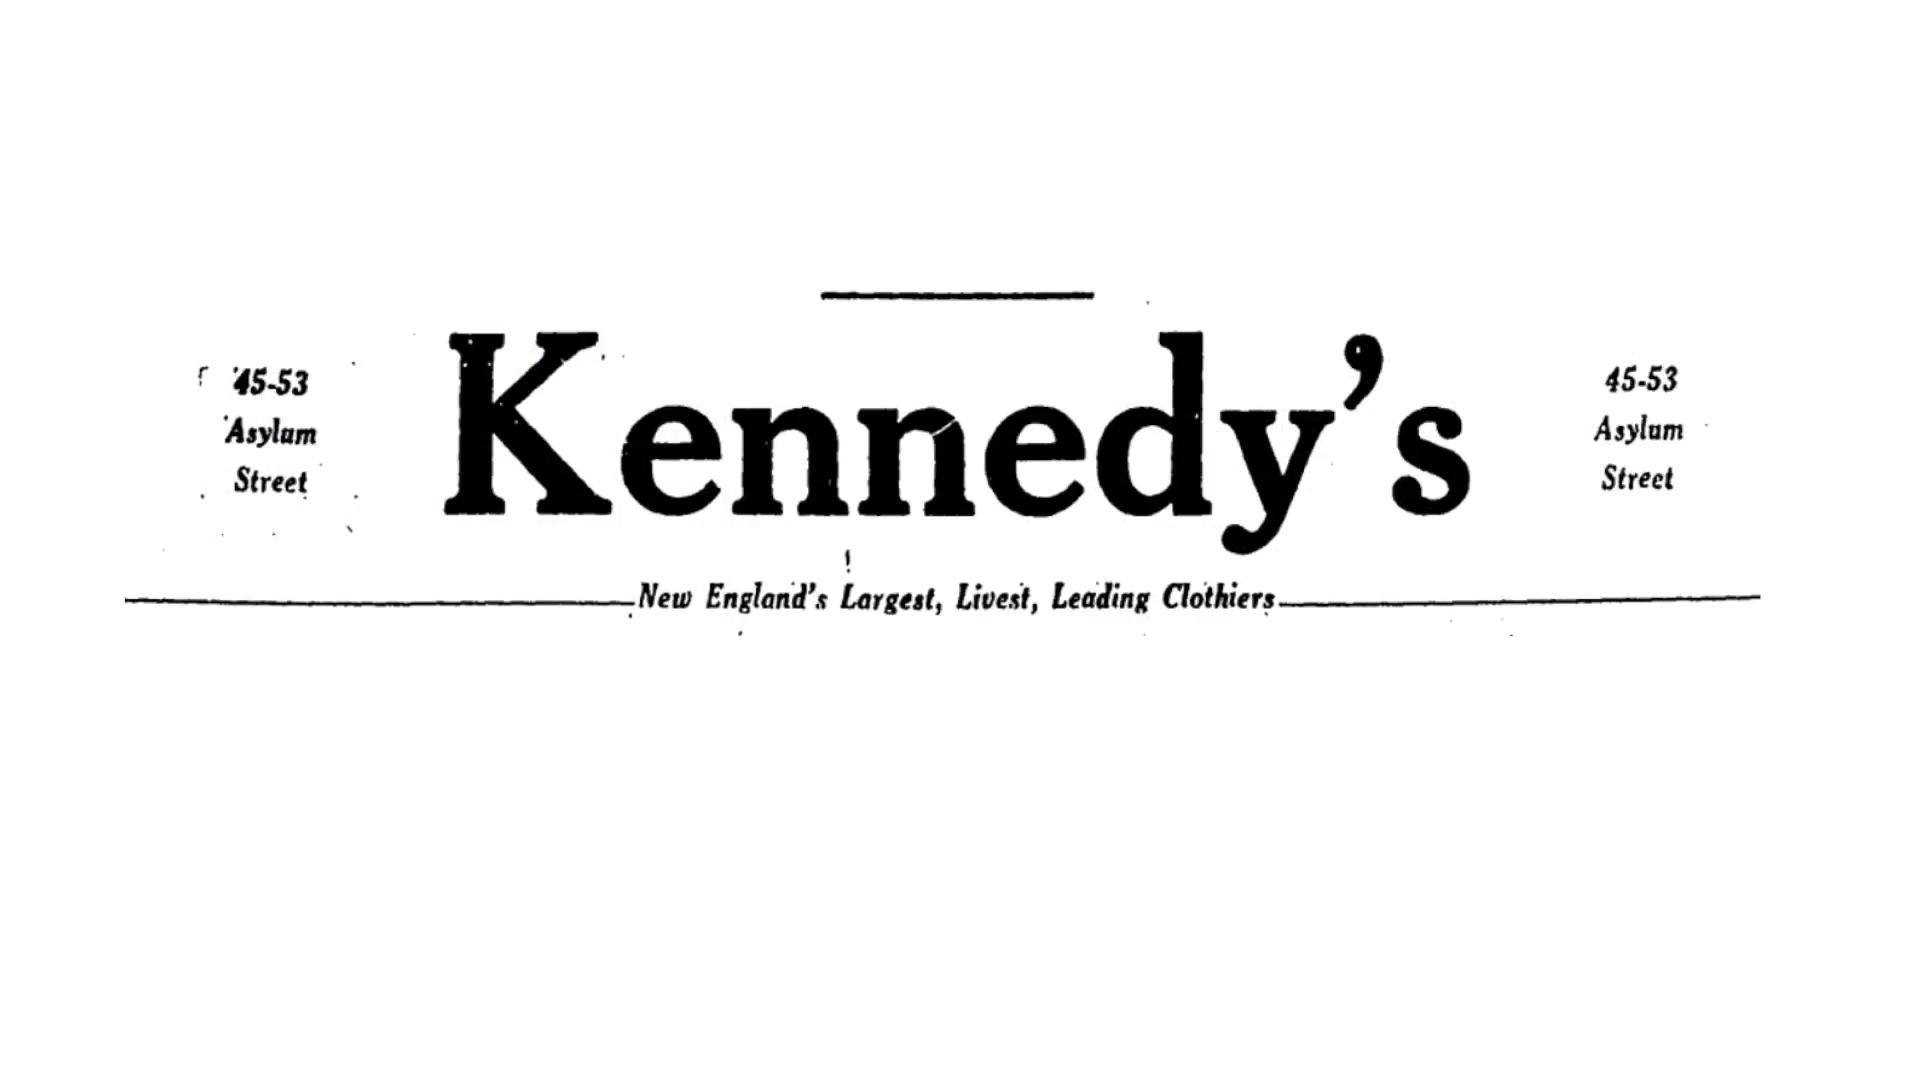 45-53
Asylum
Street
Kennedy's
45-53
Asylum
Street
New England's Largest, Livest, Leading Clothiers